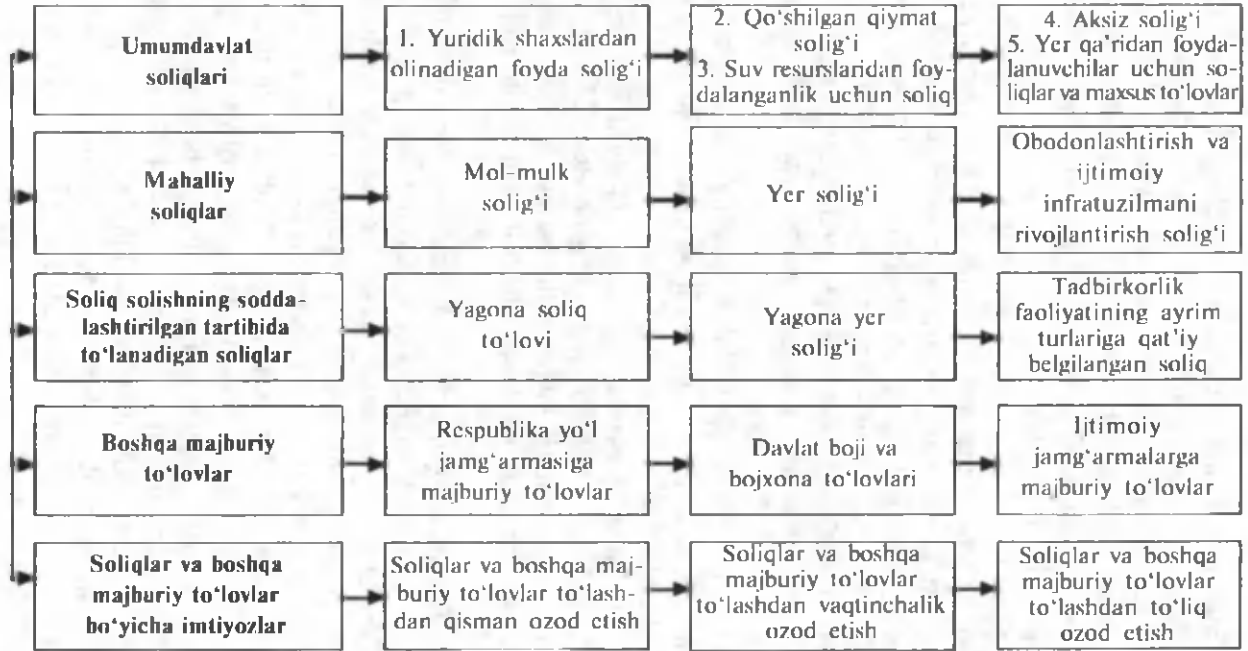 Umumdavlat
soliqlari
1. Yuridik shaxslardan
olinadigan foyda solig‘i
2. Qo‘shilgan qiymat
solig‘i
3. Suv resurslaridan foy-
dalanganlik uchun soliq
4. Aksiz solig‘i
5. Yer qa’ridan foyda-
lanuvchilar uchun so-
liqlar va maxsus to‘lovlar
Mahalliy
soliqlar
Mol-mulk
solig‘i
Yer solig‘i
Obodonlashtirish va
ijtimoiy
infratuzilmani
rivojlantirish solig‘i
Soliq solishning sodda-
lashtirilgan tartibida
to‘lanadigan soliqlar
Yagona soliq
to‘lovi
Yagona yer
solig‘i
Tadbirkorlik
faoliyatining ayrim
turlariga qat’iy
belgilangan soliq
Boshqa majburiy
to‘lovlar
Respublika yo‘l
jamg‘armasiga
majburiy to‘lovlar
Davlat boji va
bojxona to‘lovlari
Ijtimoiy
jamg‘armalarga
majburiy to‘lovlar
Soliqlar va boshqa
majburiy to‘lovlar
bo‘yicha imtiyozlar
Soliqlar va boshqa maj-
buriy to‘lovlar to‘lash-
dan qisman ozod etish
Soliqlar va boshqa
majburiy to‘lovlar
to‘lashdan vaqtinchalik
ozod etish
Soliqlar va boshqa
majburiy to‘lovlar
to‘lashdan to‘liq
ozod etish